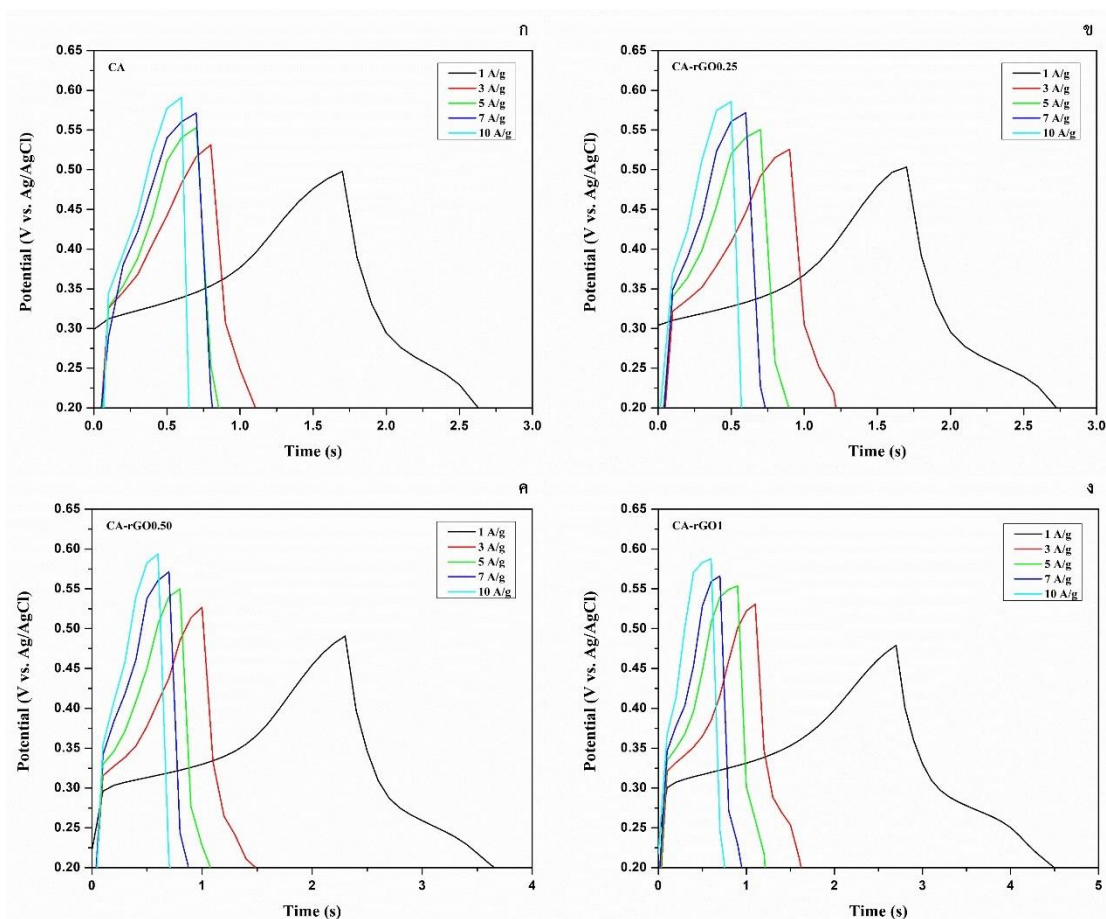 ก
CA
1 A/g
3 A/g
5 A/g
7 A/g
10 A/g
Potential (V vs. Ag/AgCl)
0.65
0.60
0.55
0.50
0.45
0.40
0.35
0.30
0.25
0.20
0.0 0.5 1.0 1.5 2.0 2.5 3.0
Time (s)
ข
CA-rGO0.25
1 A/g
3 A/g
5 A/g
7 A/g
10 A/g
Potential (V vs. Ag/AgCl)
0.65
0.60
0.55
0.50
0.45
0.40
0.35
0.30
0.25
0.20
0.0 0.5 1.0 1.5 2.0 2.5 3.0
Time (s)
ค
CA-rGO0.50
1 A/g
3 A/g
5 A/g
7 A/g
10 A/g
Potential (V vs. Ag/AgCl)
0.65
0.60
0.55
0.50
0.45
0.40
0.35
0.30
0.25
0.20
0 1 2 3 4
Time (s)
ง
CA-rGO1
1 A/g
3 A/g
5 A/g
7 A/g
10 A/g
Potential (V vs. Ag/AgCl)
0.65
0.60
0.55
0.50
0.45
0.40
0.35
0.30
0.25
0.20
0 1 2 3 4 5
Time (s)